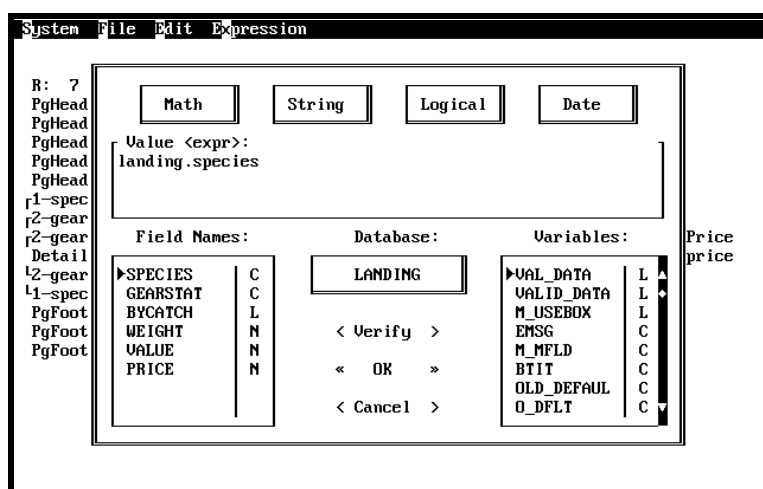 System File Edit Expression
R: 7
PgHead
PgHead
PgHead
PgHead
PgHead
1-spec
2-gear
2-gear
Detail
2-gear
1-spec
PgFoot
PgFoot
PgFoot
Math String Logical Date
Value <expr>:
landing.species
Field Names: Database: Variables:
SPECIES C
GEARSTAT C
BYCATCH L
WEIGHT N
VALUE N
PRICE N
LANDING
< Verify >
« OK »
< Cancel >
VAL_DATA L
VALID_DATA L
M_USEBOX L
EMSG C
M_MFLD C
BTIT C
OLD_DEFAUL C
O_DFLT C
Price
price